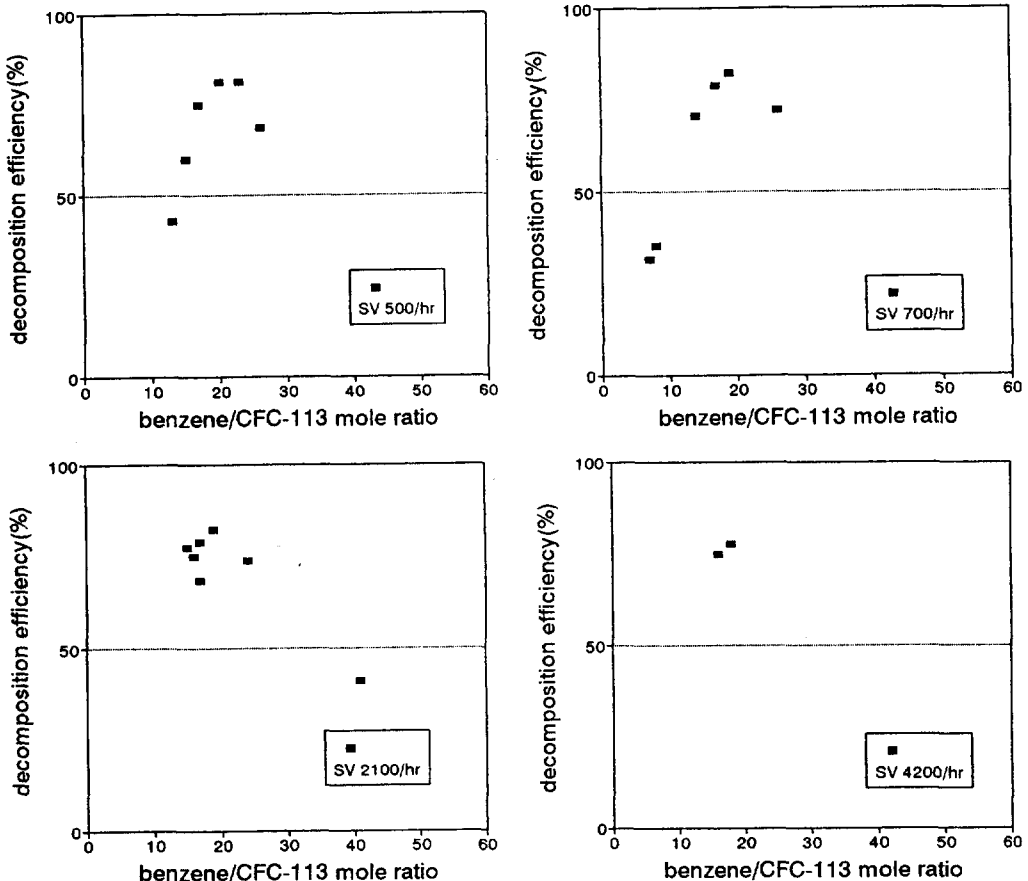 decomposition efficiency(%)
100
50
0
SV 500/hr
0 10 20 30 40 50 60
benzene/CFC-113 mole ratio
decomposition efficiency(%)
100
50
0
SV 700/hr
0 10 20 30 40 50 60
benzene/CFC-113 mole ratio
decomposition efficiency(%)
100
50
0
SV 2100/hr
0 10 20 30 40 50 60
benzene/CFC-113 mole ratio
decomposition efficiency(%)
100
50
0
SV 4200/hr
0 10 20 30 40 50 60
benzene/CFC-113 mole ratio